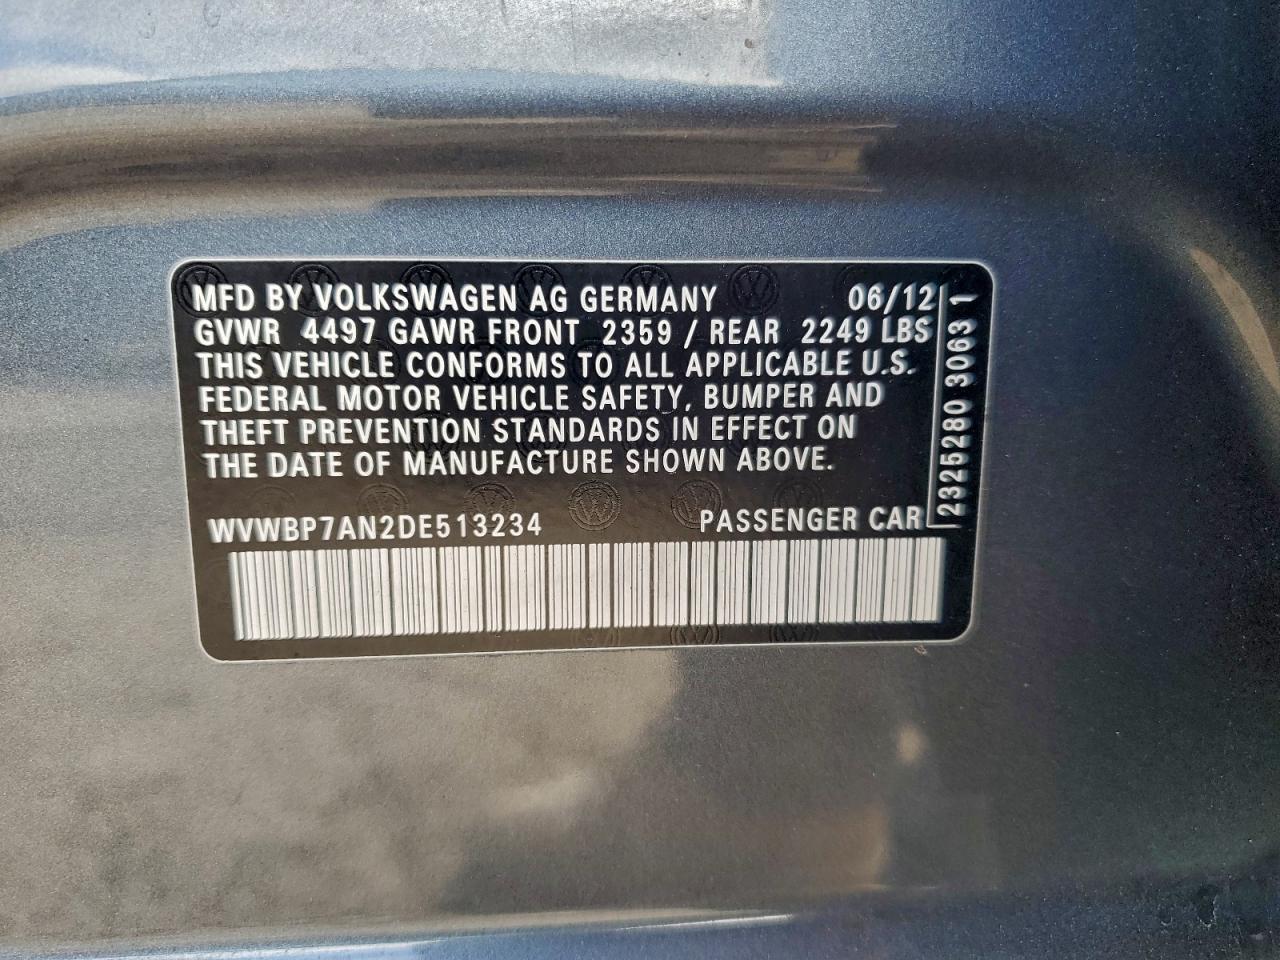 MFD BY VOLKSWAGEN AG GERMANY 06/12
GVWR 4497 GAWR FRONT 2359 / REAR 2249 LBS
THIS VEHICLE CONFORMS TO ALL APPLICABLE U.S.
FEDERAL MOTOR VEHICLE SAFETY, BUMPER AND
THEFT PREVENTION STANDARDS IN EFFECT ON
THE DATE OF MANUFACTURE SHOWN ABOVE.
WVWBP7AN2DE513234 PASSENGER CAR
2325280 3063 1